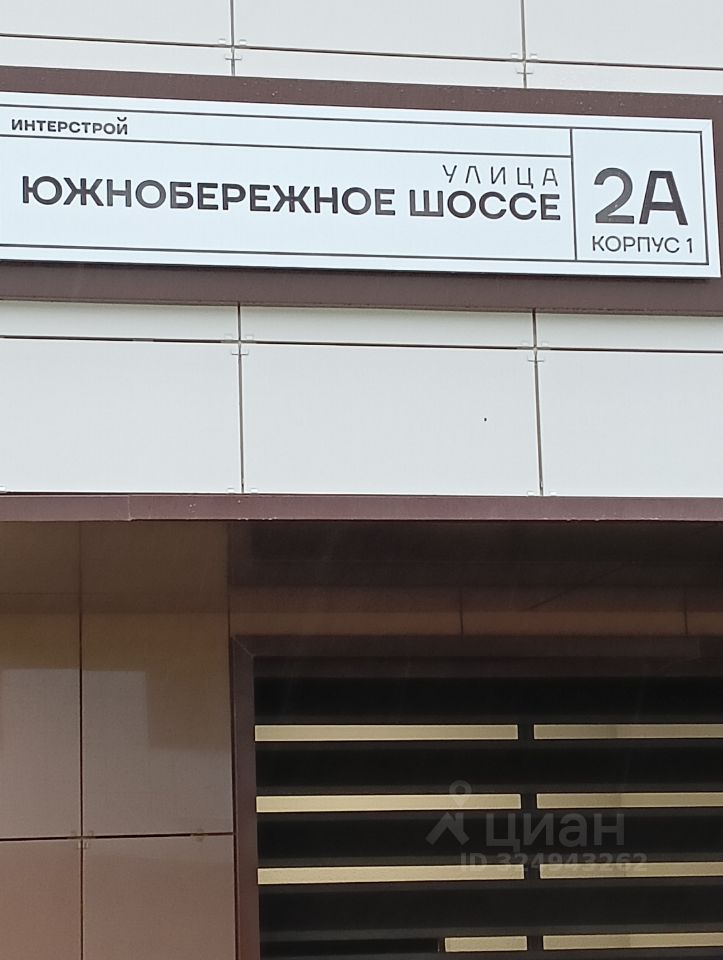 ИНТЕРСТРОЙ
УЛИЦА
ЮЖНОБЕРЕЖНОЕ ШОССЕ
2А
КОРПУС 1
циан
ID 324943262